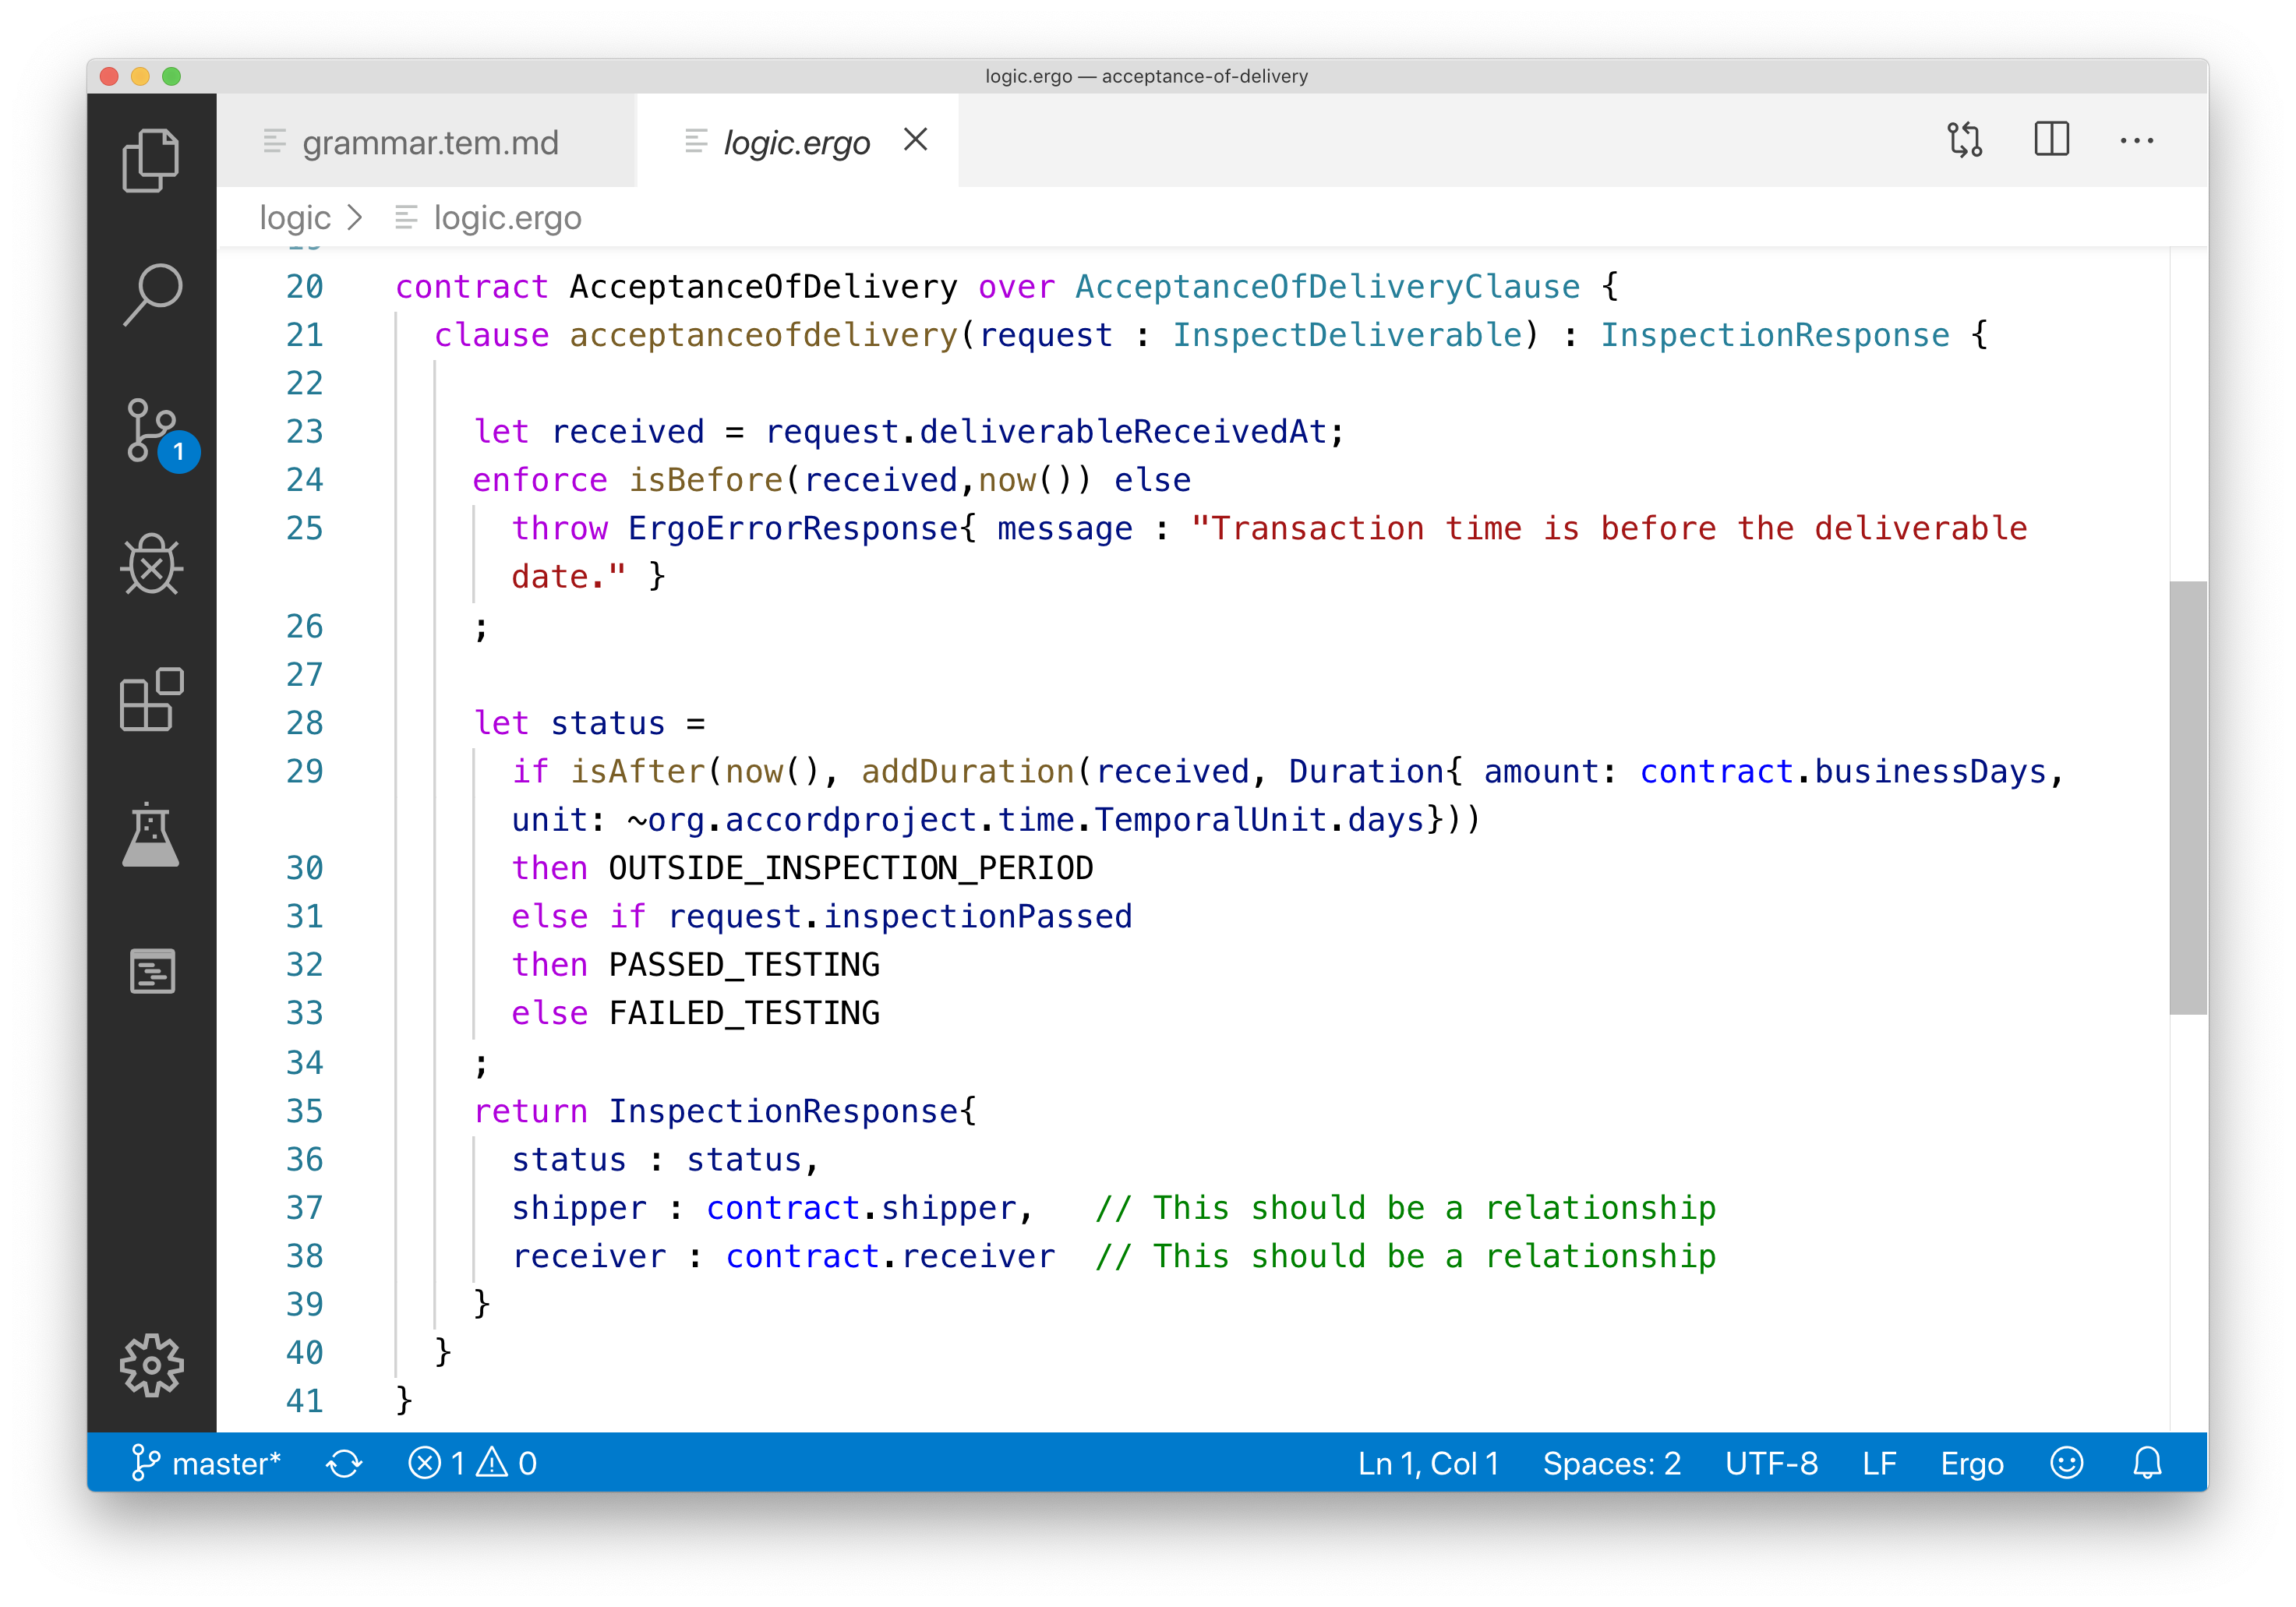 logic.ergo — acceptance-of-delivery
grammar.tem.md
logic.ergo
logic > logic.ergo
20 contract AcceptanceOfDelivery over AcceptanceOfDeliveryClause {
21 clause acceptanceofdelivery(request : InspectDeliverable) : InspectionResponse {
22
23 let received = request.deliverableReceivedAt;
24 enforce isBefore(received,now()) else
25 throw ErgoErrorResponse{ message : "Transaction time is before the deliverable
date." }
26 ;
27
28 let status =
29 if isAfter(now(), addDuration(received, Duration{ amount: contract.businessDays,
unit: ~org.accordproject.time.TemporalUnit.days}))
30 then OUTSIDE_INSPECTION_PERIOD
31 else if request.inspectionPassed
32 then PASSED_TESTING
33 else FAILED_TESTING
34 ;
35 return InspectionResponse{
36 status : status,
37 shipper : contract.shipper, // This should be a relationship
38 receiver : contract.receiver // This should be a relationship
39 }
40 }
41 }
1
master* 1 0 Ln 1, Col 1 Spaces: 2 UTF-8 LF Ergo